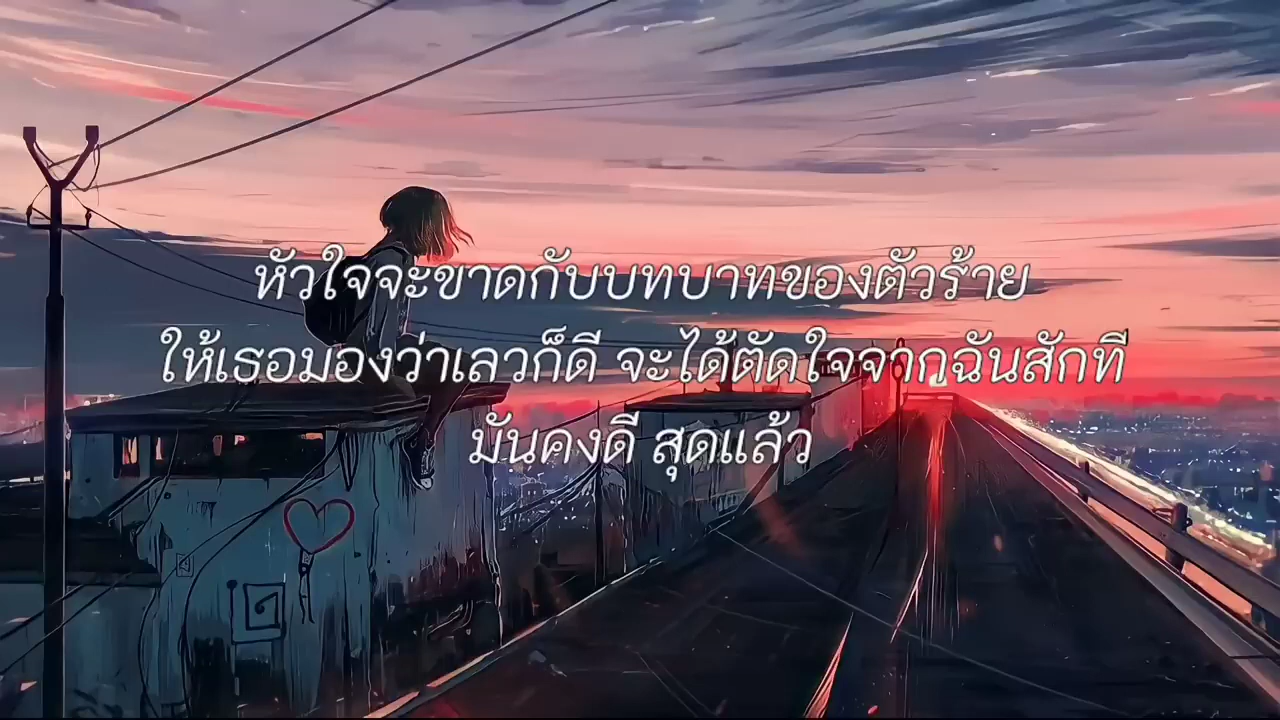 หัวใจจะขาดกับบทบาทของตัวร้าย
ให้เธอมองว่าเลวก็ดี จะได้ตัดใจจากฉันสักที
มันคงดี สุดแล้ว